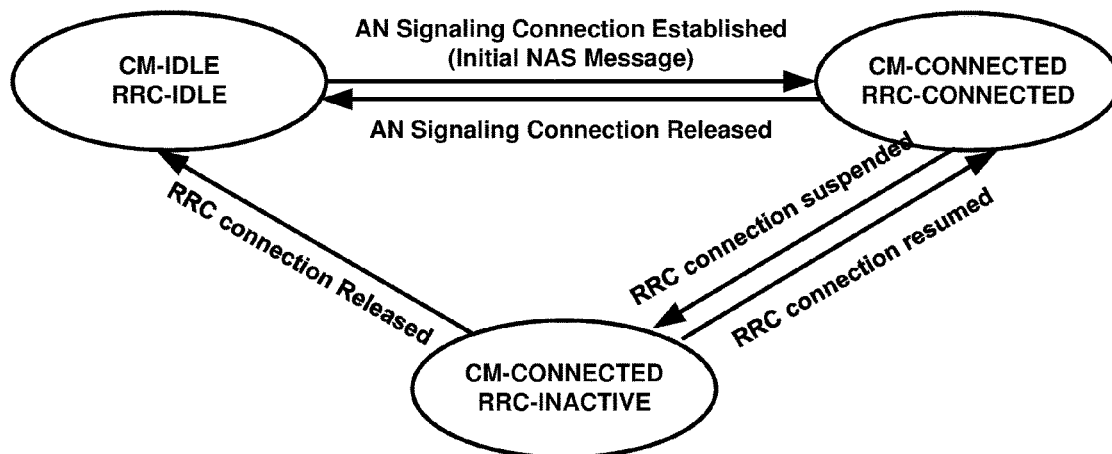 AN Signaling Connection Established
(Initial NAS Message)
CM-IDLE
RRC-IDLE
CM-CONNECTED
RRC-CONNECTED
AN Signaling Connection Released
RRC connection Released
RRC connection suspended
RRC connection resumed
CM-CONNECTED
RRC-INACTIVE